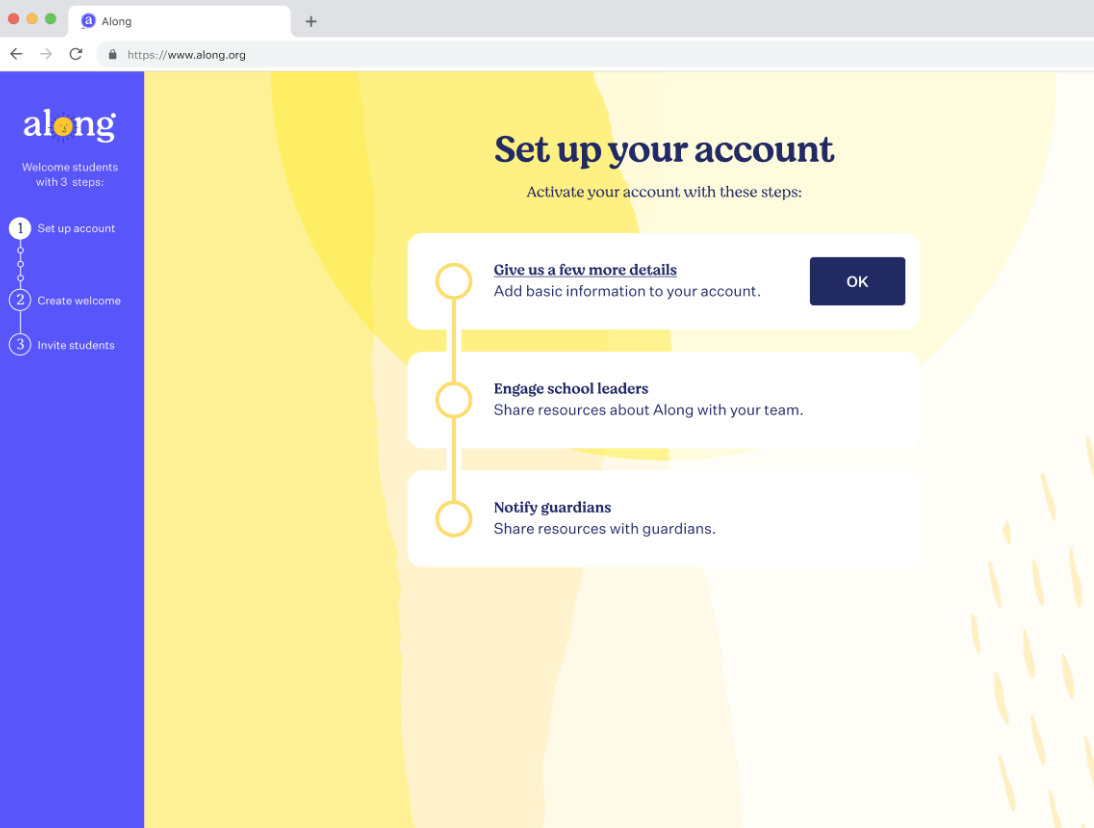 Along
https://www.along.org
along
Welcome students
with 3 steps:
1 Set up account
2 Create welcome
3 Invite students
Set up your account
Activate your account with these steps:
Give us a few more details
Add basic information to your account.
OK
Engage school leaders
Share resources about Along with your team.
Notify guardians
Share resources with guardians.